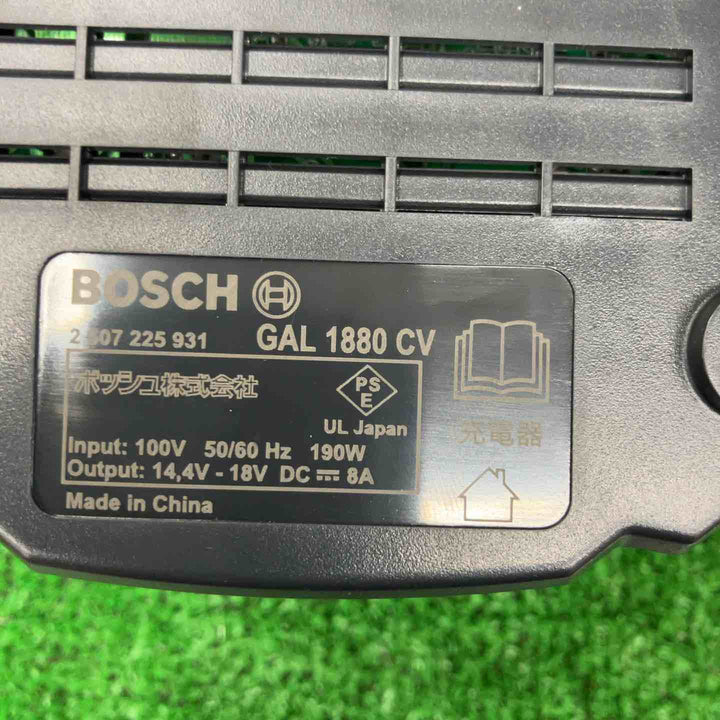 BOSCH
2 607 225 931 GAL 1880 CV
ボッシュ株式会社
PS
E
UL Japan
Input: 100V 50/60 Hz 190W
Output: 14,4V - 18V DC ⎓ 8A
Made in China
充電器